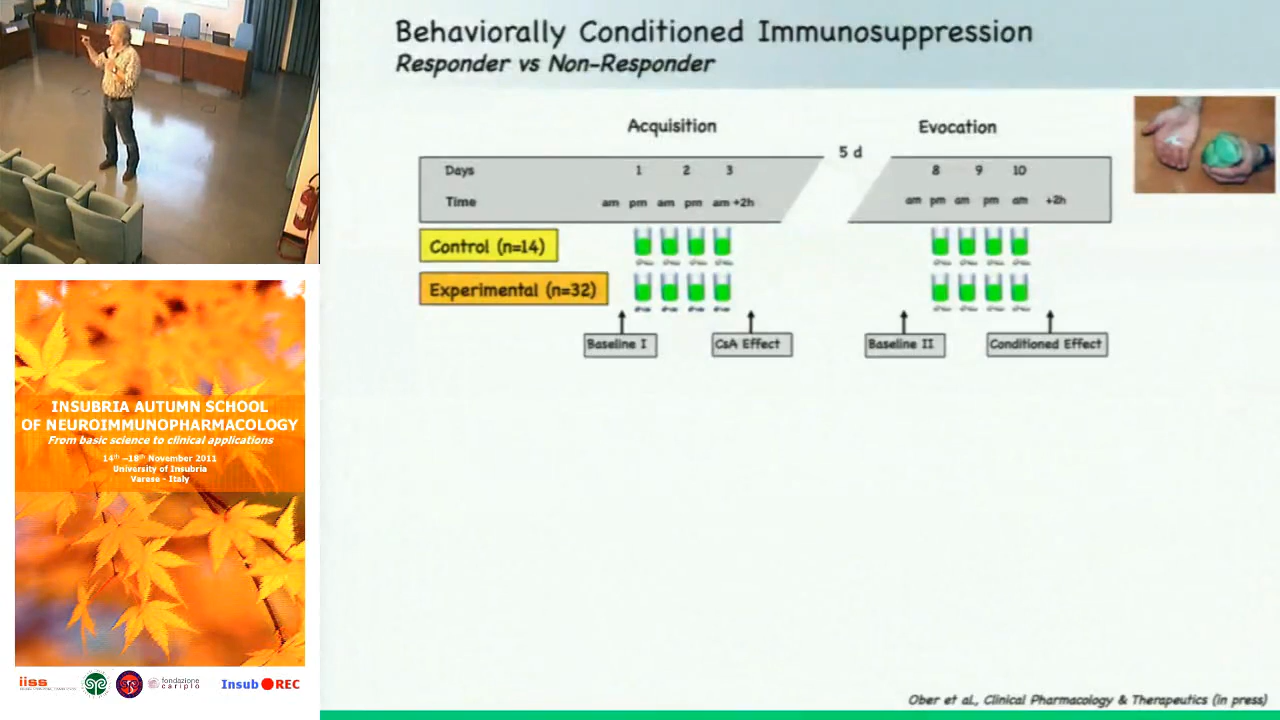 Behaviorally Conditioned Immunosuppression
Responder vs Non-Responder
Acquisition
Evocation
5 d
Days 1 2 3 8 9 10
Time am pm am pm am +2h am pm am pm am +2h
Control (n=14)
Experimental (n=32)
Baseline I
CsA Effect
Baseline II
Conditioned Effect
Ober et al., Clinical Pharmacology & Therapeutics (in press)
INSUBRIA AUTUMN SCHOOL
OF NEUROIMMUNOPHARMACOLOGY
From basic science to clinical applications
14th –18th November 2011
University of Insubria
Varese - Italy
iiss
fondazione
cariplo
Insub REC